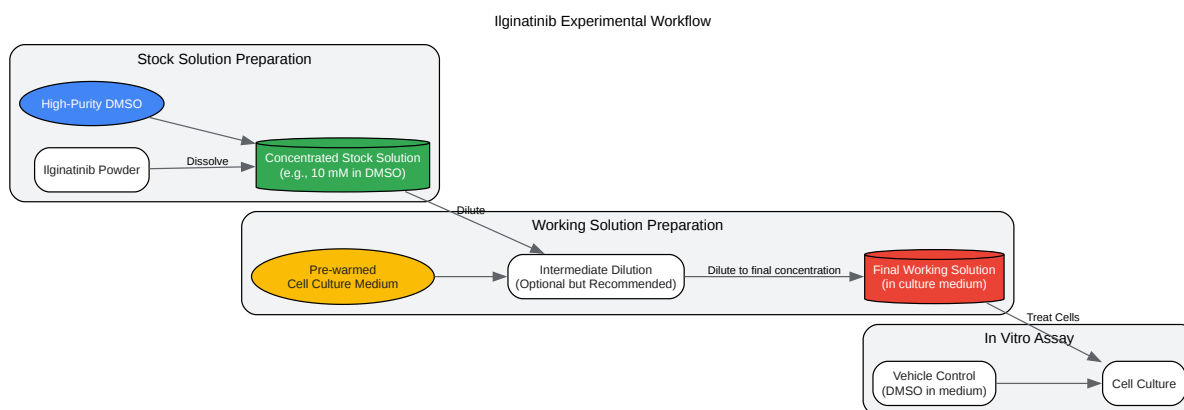 Ilginatinib Experimental Workflow
Stock Solution Preparation
High-Purity DMSO
Ilginatinib Powder
Dissolve
Concentrated Stock Solution
(e.g., 10 mM in DMSO)
Dilute
Working Solution Preparation
Pre-warmed
Cell Culture Medium
Intermediate Dilution
(Optional but Recommended)
Dilute to final concentration
Final Working Solution
(in culture medium)
Treat Cells
In Vitro Assay
Vehicle Control
(DMSO in medium)
Cell Culture